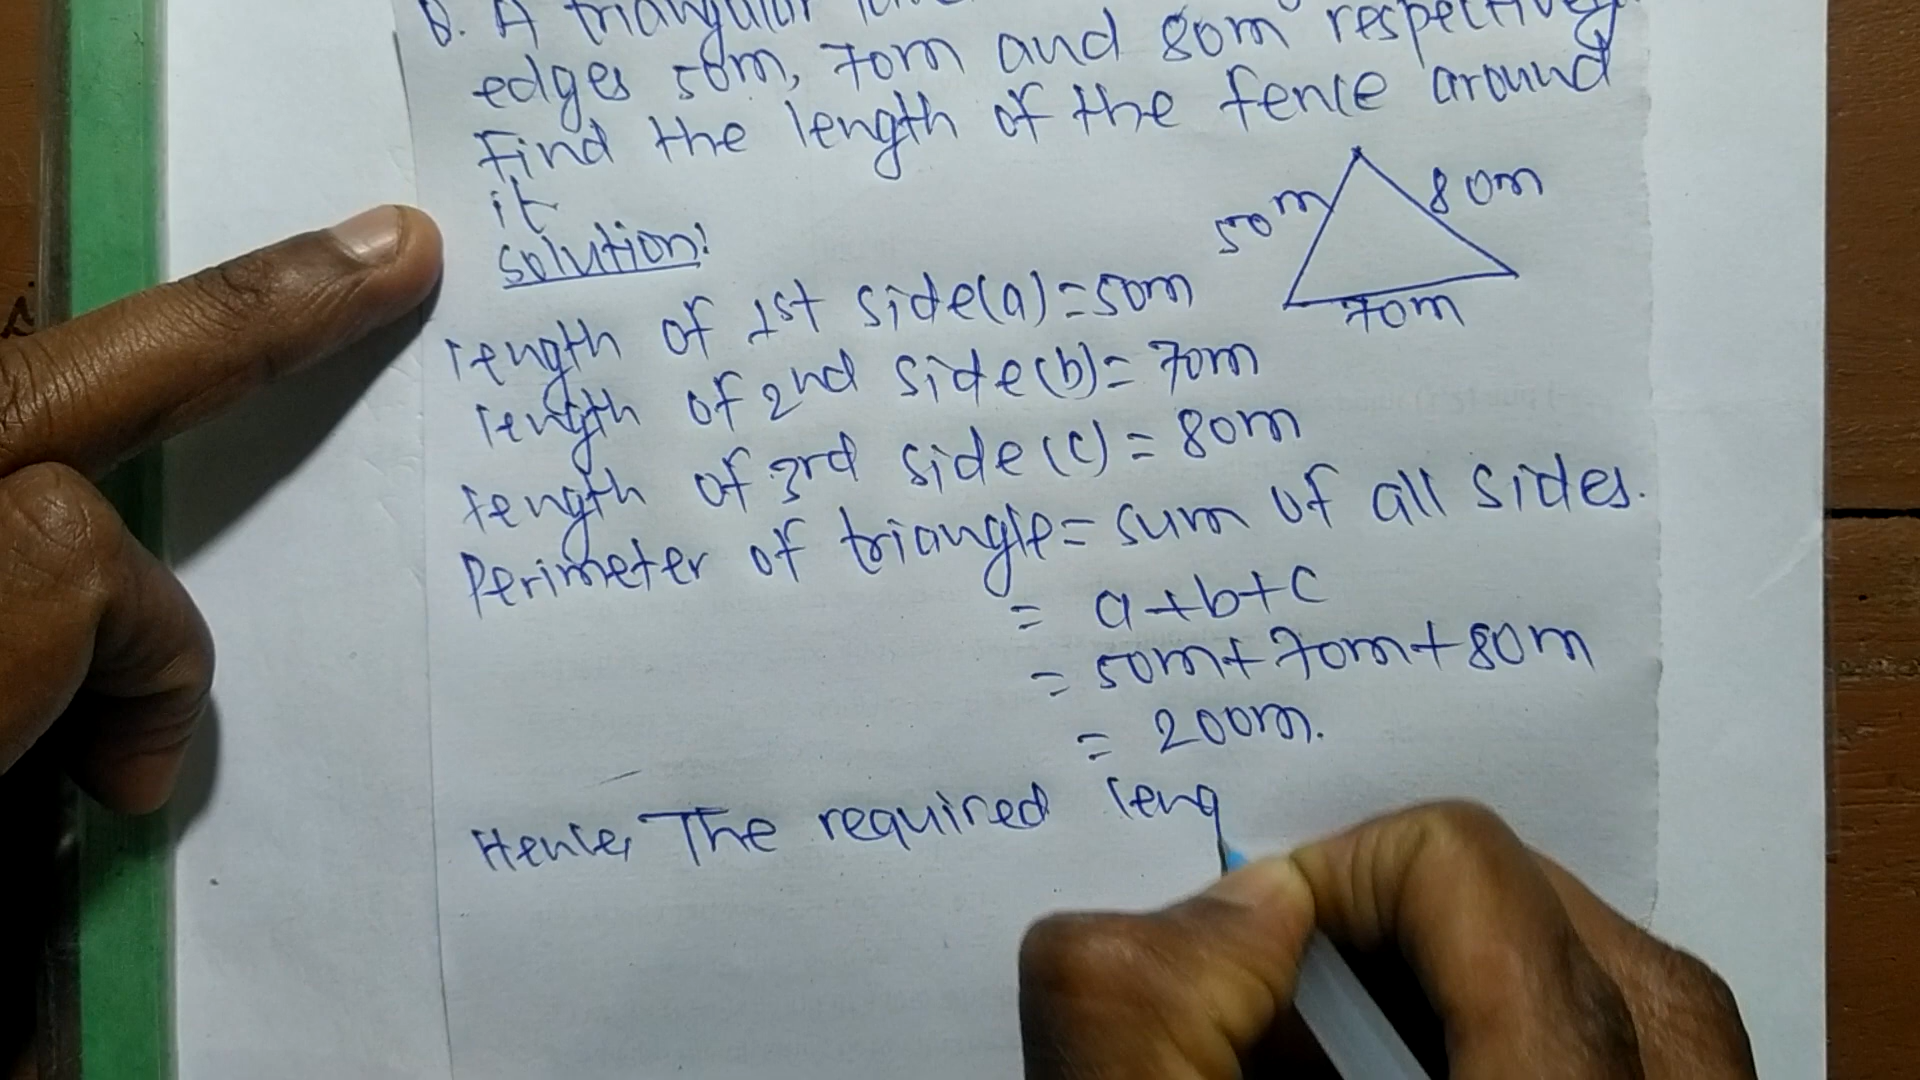 Q. A triangular
edges 50m, 70m and 80m respectively
Find the length of the fence around
it
solution:
50m
80m
70m
length of 1st side(a)=50m
length of 2nd side(b)= 70m
length of 3rd side(c)= 80m
Perimeter of triangle= sum of all sides.
= a+b+c
= 50m+70m+80m
= 200m.
Hence, The required leng